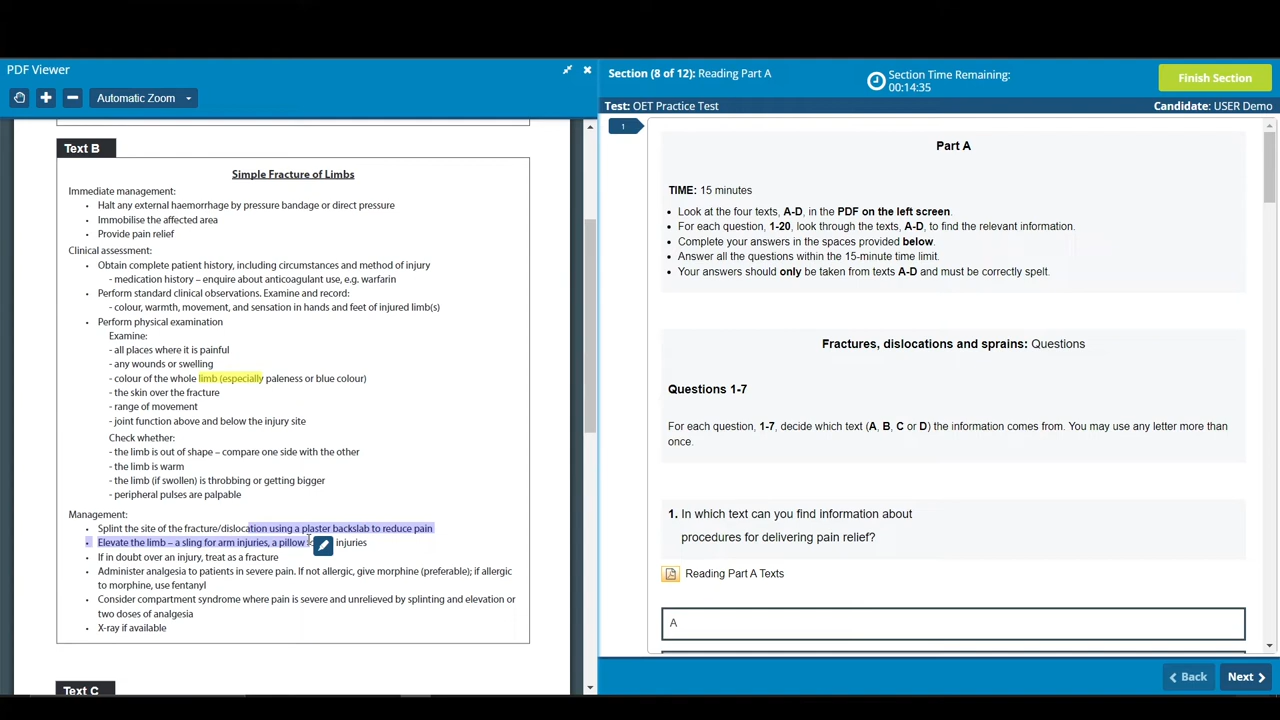 PDF Viewer
Automatic Zoom
Text B
Simple Fracture of Limbs
Immediate management:
• Halt any external haemorrhage by pressure bandage or direct pressure
• Immobilise the affected area
• Provide pain relief
Clinical assessment:
• Obtain complete patient history, including circumstances and method of injury
- medication history – enquire about anticoagulant use, e.g. warfarin
• Perform standard clinical observations. Examine and record:
- colour, warmth, movement, and sensation in hands and feet of injured limb(s)
• Perform physical examination
Examine:
- all places where it is painful
- any wounds or swelling
- colour of the whole limb (especially paleness or blue colour)
- the skin over the fracture
- range of movement
- joint function above and below the injury site
Check whether:
- the limb is out of shape – compare one side with the other
- the limb is warm
- the limb (if swollen) is throbbing or getting bigger
- peripheral pulses are palpable
Management:
• Splint the site of the fracture/dislocation using a plaster backslab to reduce pain
• Elevate the limb – a sling for arm injuries, a pillow injuries
• If in doubt over an injury, treat as a fracture
• Administer analgesia to patients in severe pain. If not allergic, give morphine (preferable); if allergic
to morphine, use fentanyl
• Consider compartment syndrome where pain is severe and unrelieved by splinting and elevation or
two doses of analgesia
• X-ray if available
Text C
Section (8 of 12): Reading Part A
Section Time Remaining:
00:14:35
Finish Section
Test: OET Practice Test
Candidate: USER Demo
1
Part A
TIME: 15 minutes
• Look at the four texts, A-D, in the PDF on the left screen.
• For each question, 1-20, look through the texts, A-D, to find the relevant information.
• Complete your answers in the spaces provided below.
• Answer all the questions within the 15-minute time limit.
• Your answers should only be taken from texts A-D and must be correctly spelt.
Fractures, dislocations and sprains: Questions
Questions 1-7
For each question, 1-7, decide which text (A, B, C or D) the information comes from. You may use any letter more than
once.
1. In which text can you find information about
procedures for delivering pain relief?
Reading Part A Texts
A
Back
Next